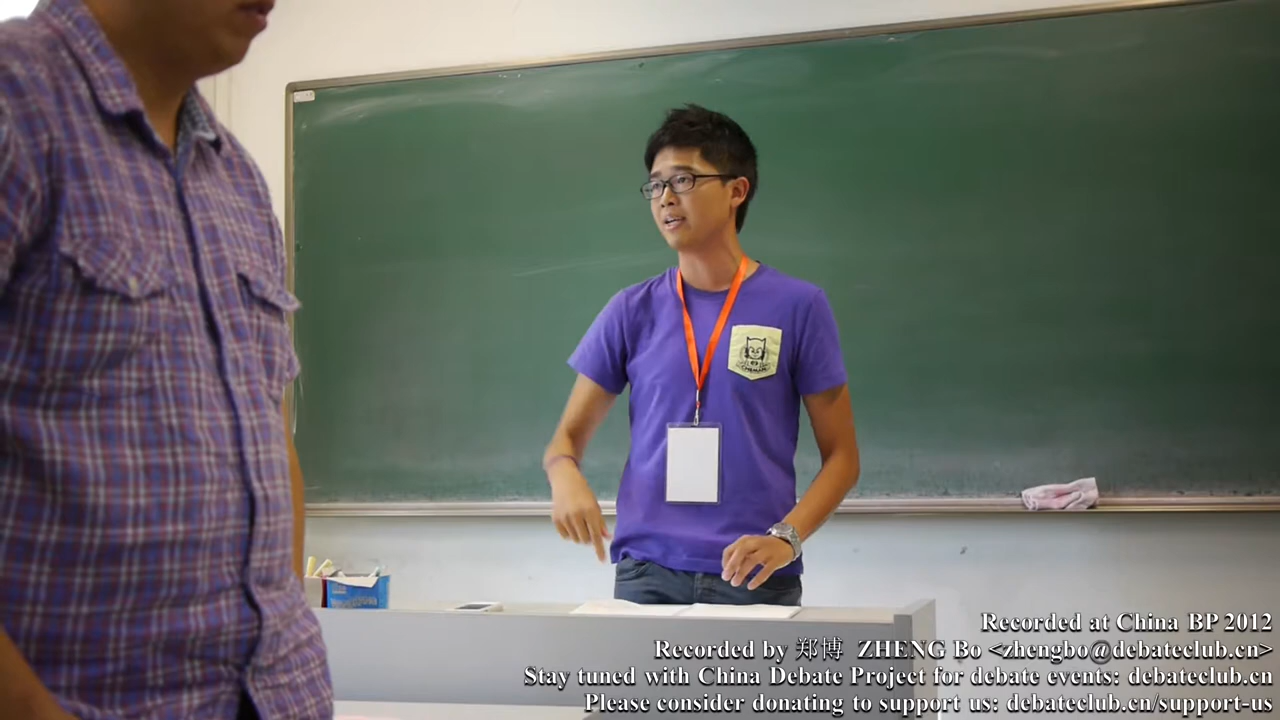 Recorded at China BP 2012
Recorded by 郑博 ZHENG Bo <zhengbo@debateclub.cn>
Stay tuned with China Debate Project for debate events: debateclub.cn
Please consider donating to support us: debateclub.cn/support-us